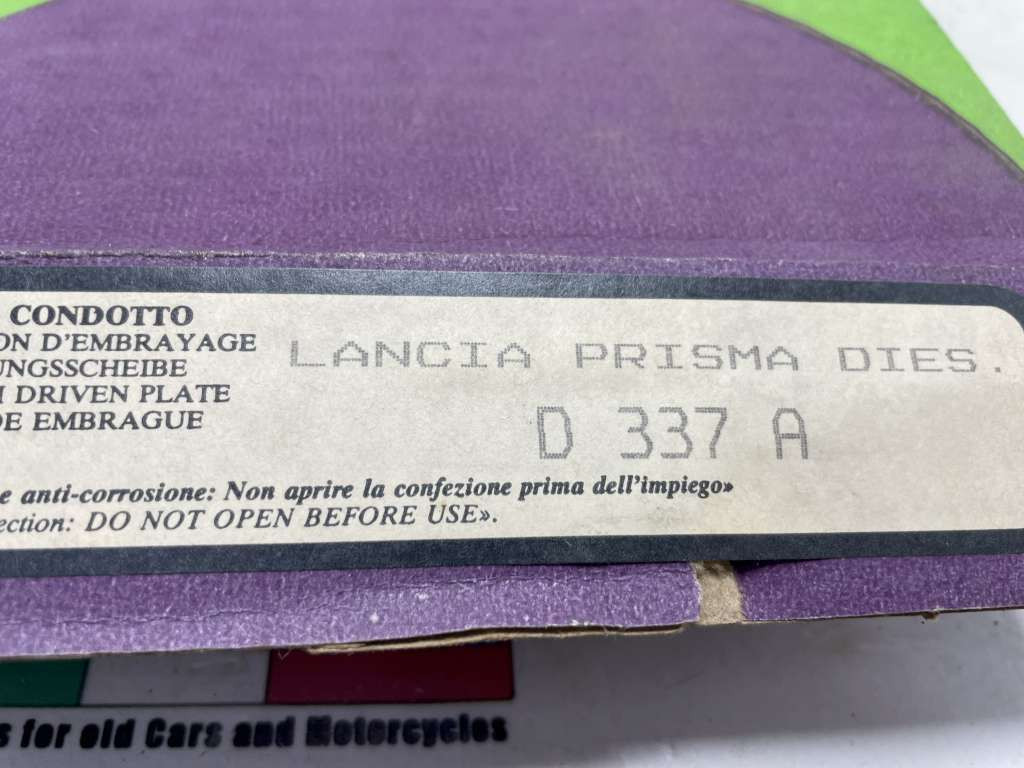 CONDOTTO
ON D'EMBRAYAGE
UNGSSCHEIBE
DRIVEN PLATE
DE EMBRAGUE
LANCIA PRISMA DIES.
D 337 A
e anti-corrosione: Non aprire la confezione prima dell'impiego»
ection: DO NOT OPEN BEFORE USE».
s for old Cars and Motorcycles